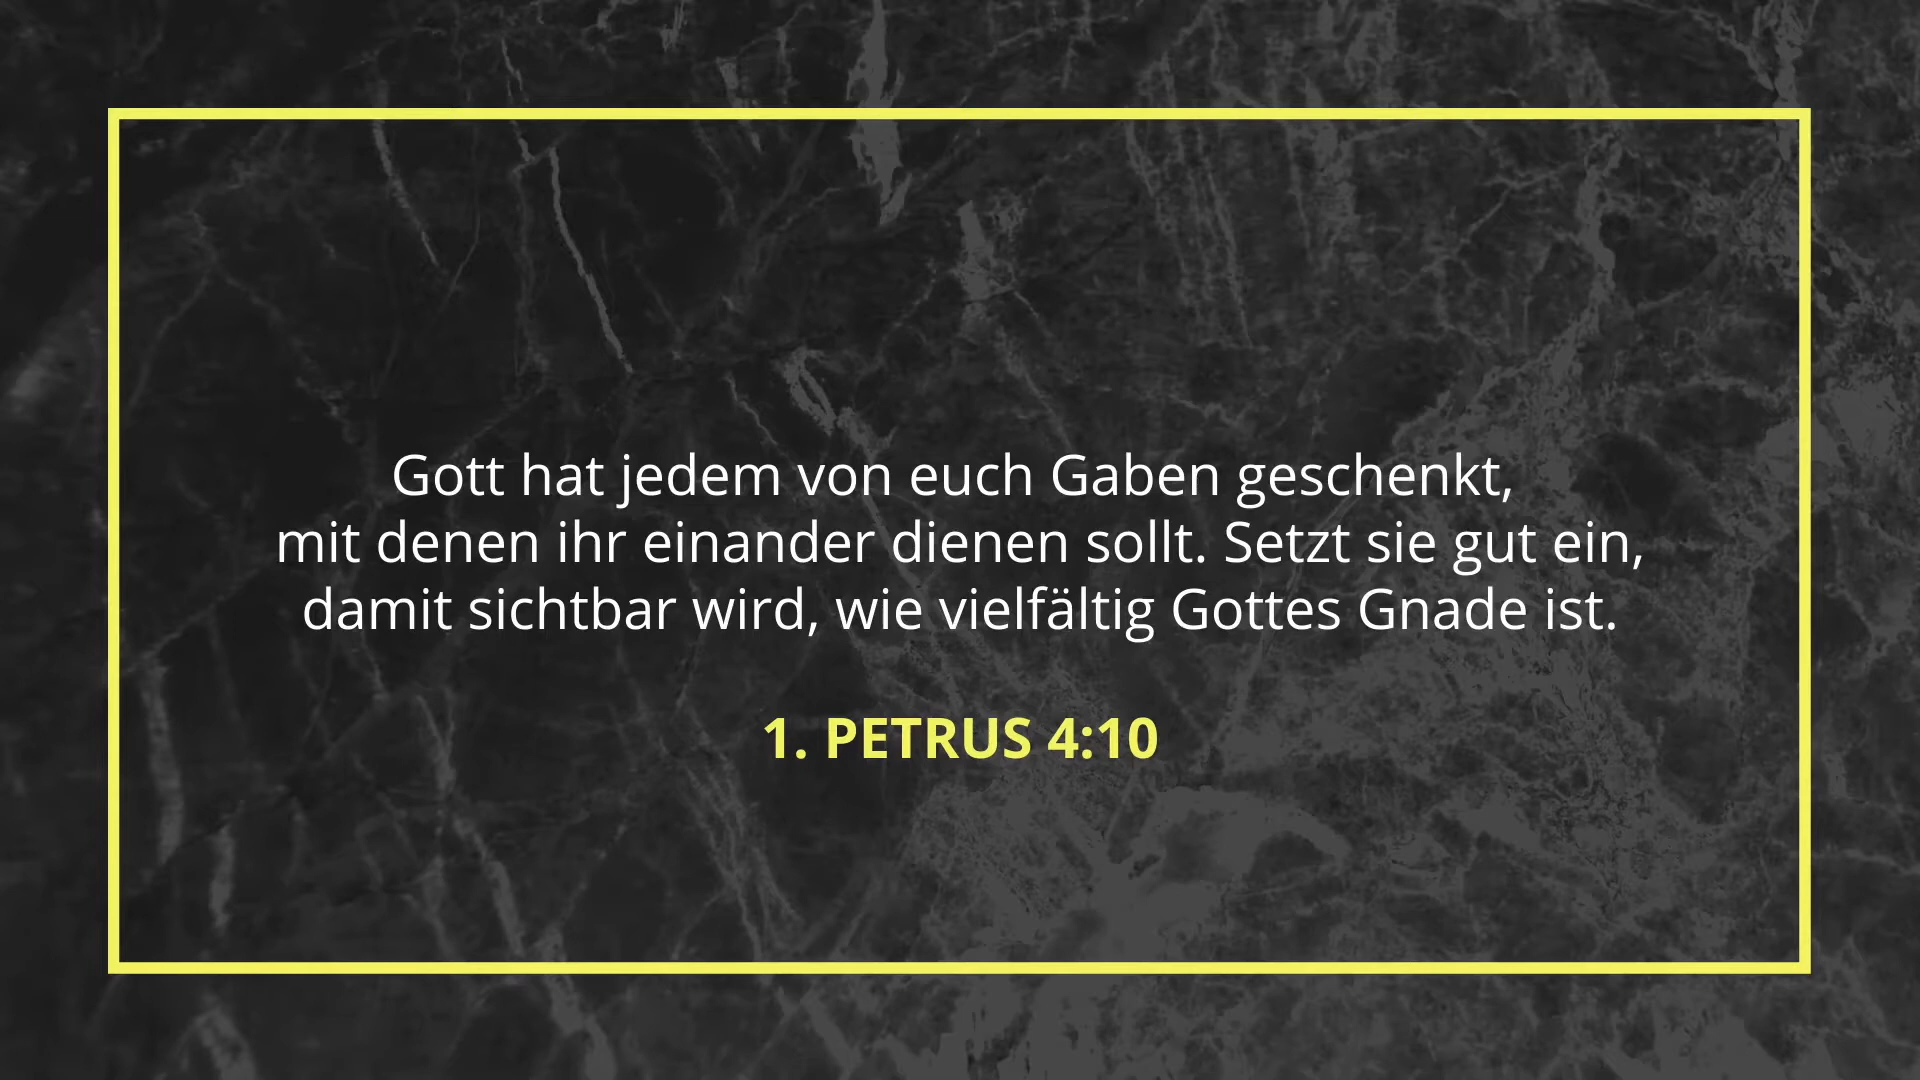 Gott hat jedem von euch Gaben geschenkt,
mit denen ihr einander dienen sollt. Setzt sie gut ein,
damit sichtbar wird, wie vielfältig Gottes Gnade ist.
1. PETRUS 4:10